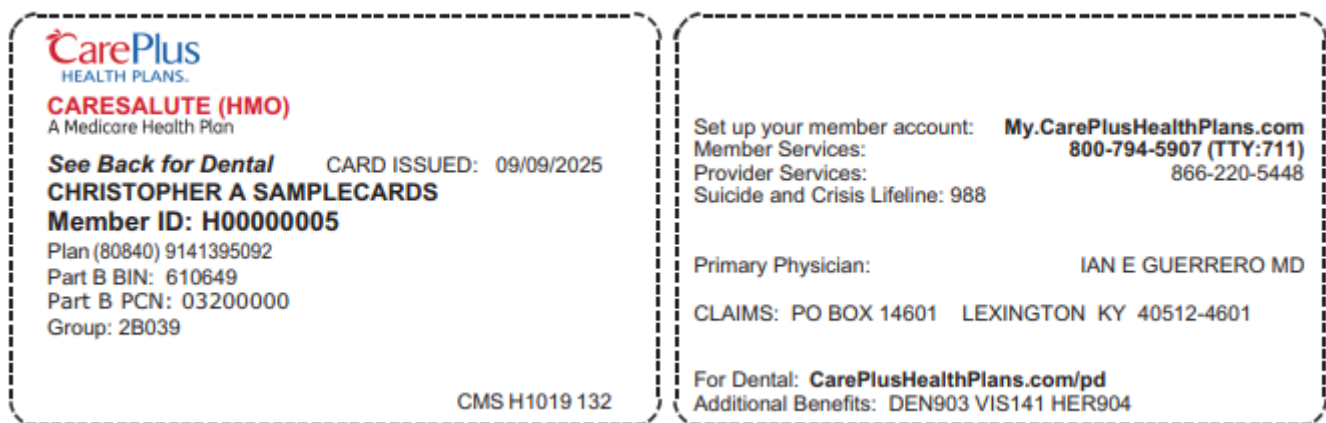 CarePlus
HEALTH PLANS.
CARESALUTE (HMO)
A Medicare Health Plan
See Back for Dental CARD ISSUED: 09/09/2025
CHRISTOPHER A SAMPLECARDS
Member ID: H00000005
Plan (80840) 9141395092
Part B BIN: 610649
Part B PCN: 03200000
Group: 2B039
CMS H1019 132
Set up your member account: My.CarePlusHealthPlans.com
Member Services: 800-794-5907 (TTY:711)
Provider Services: 866-220-5448
Suicide and Crisis Lifeline: 988
Primary Physician: IAN E GUERRERO MD
CLAIMS: PO BOX 14601 LEXINGTON KY 40512-4601
For Dental: CarePlusHealthPlans.com/pd
Additional Benefits: DEN903 VIS141 HER904